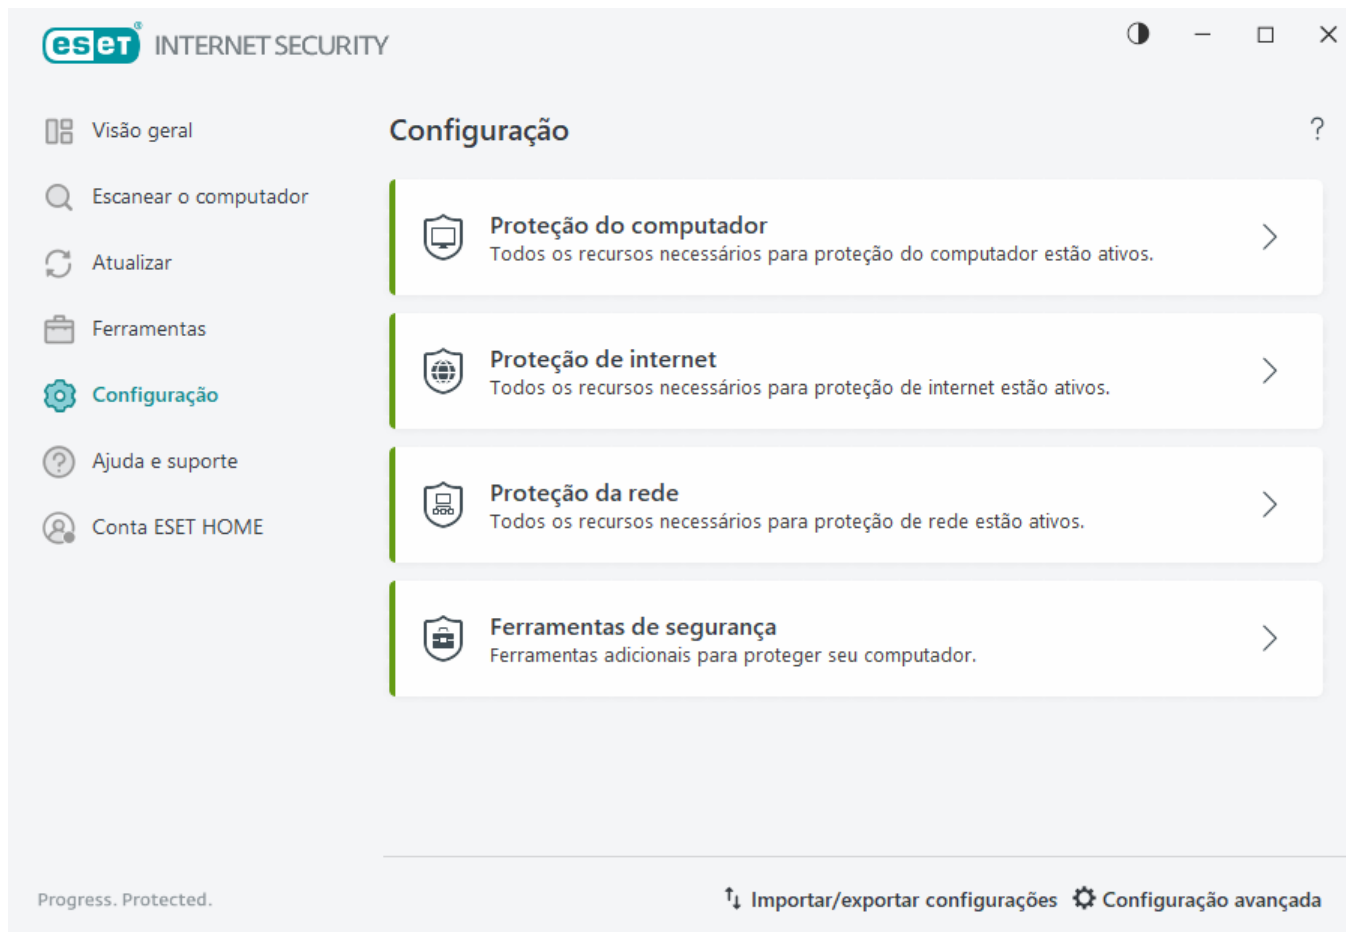 eset® INTERNET SECURITY
Visão geral
Escanear o computador
Atualizar
Ferramentas
Configuração
Ajuda e suporte
Conta ESET HOME
Configuração
?
Proteção do computador
Todos os recursos necessários para proteção do computador estão ativos.
Proteção de internet
Todos os recursos necessários para proteção de internet estão ativos.
Proteção da rede
Todos os recursos necessários para proteção de rede estão ativos.
Ferramentas de segurança
Ferramentas adicionais para proteger seu computador.
Progress. Protected.
Importar/exportar configurações
Configuração avançada